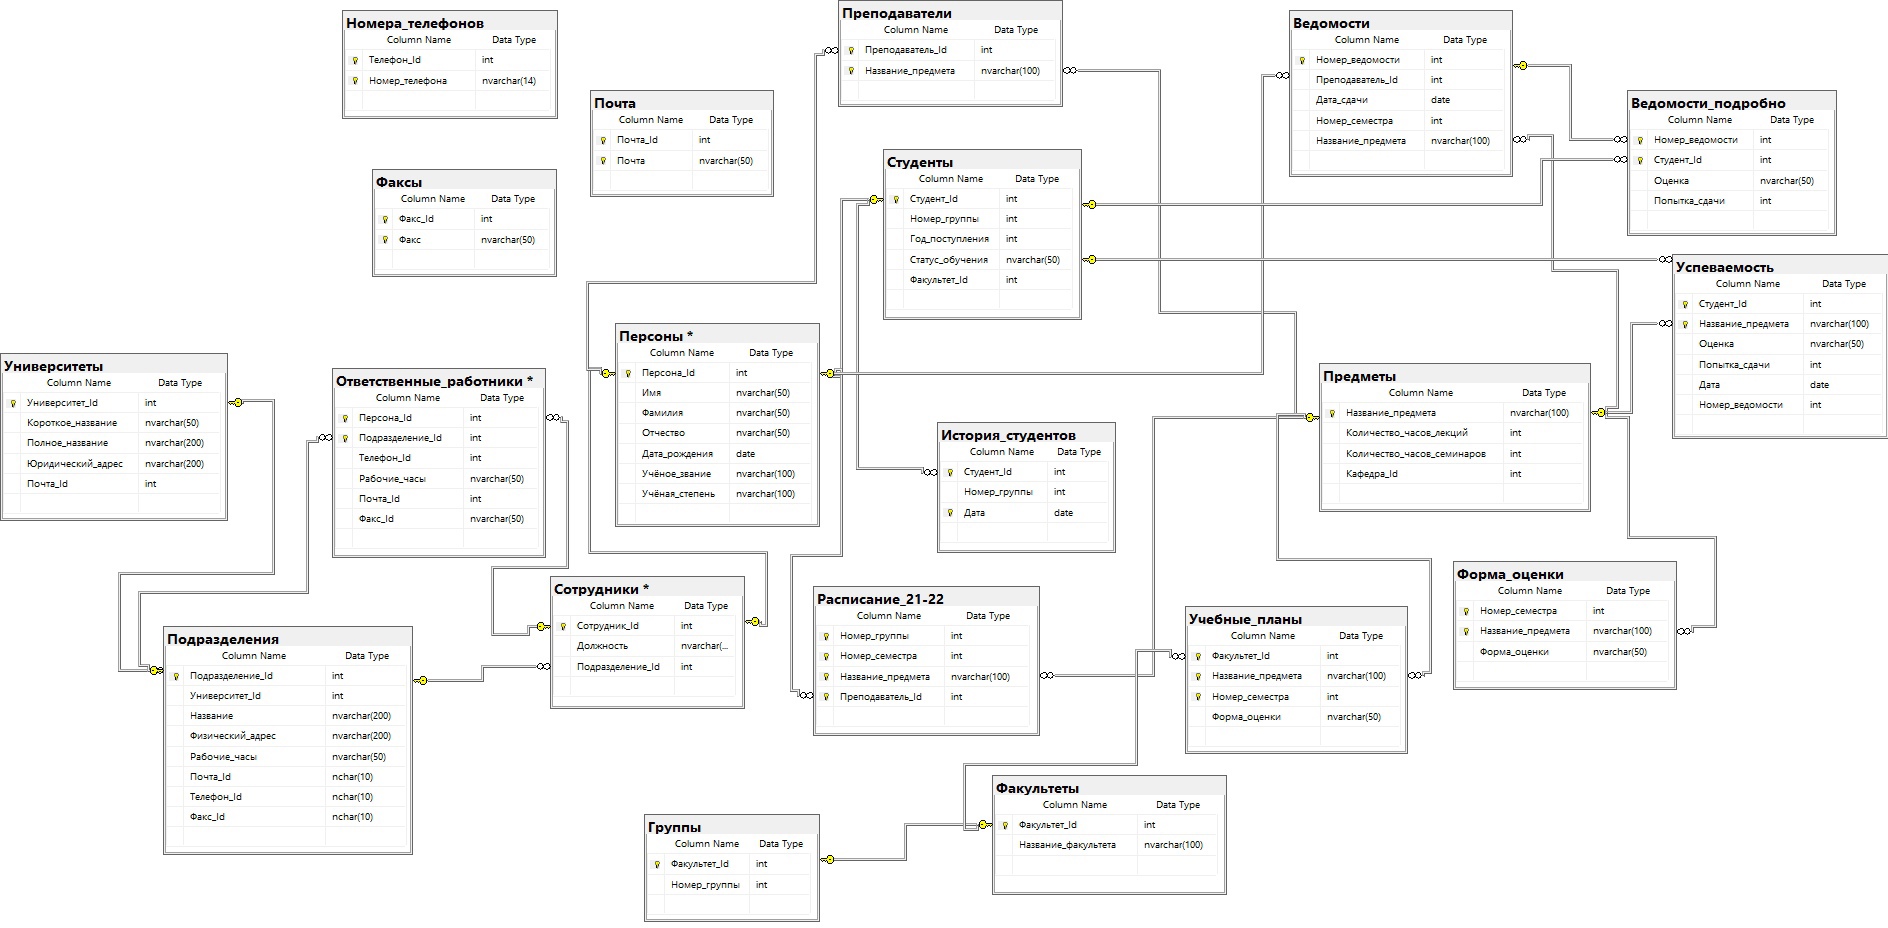 Номера_телефонов
Column Name Data Type
Телефон_Id int
Номер_телефона nvarchar(14)
Почта
Column Name Data Type
Почта_Id int
Почта nvarchar(50)
Факсы
Column Name Data Type
Факс_Id int
Факс nvarchar(50)
Преподаватели
Column Name Data Type
Преподаватель_Id int
Название_предмета nvarchar(100)
Ведомости
Column Name Data Type
Номер_ведомости int
Преподаватель_Id int
Дата_сдачи date
Номер_семестра int
Название_предмета nvarchar(100)
Ведомости_подробно
Column Name Data Type
Номер_ведомости int
Студент_Id int
Оценка nvarchar(50)
Попытка_сдачи int
Студенты
Column Name Data Type
Студент_Id int
Номер_группы int
Год_поступления int
Статус_обучения nvarchar(50)
Факультет_Id int
Успеваемость
Column Name Data Type
Студент_Id int
Название_предмета nvarchar(100)
Оценка nvarchar(50)
Попытка_сдачи int
Дата date
Номер_ведомости int
Университеты
Column Name Data Type
Университет_Id int
Короткое_название nvarchar(50)
Полное_название nvarchar(200)
Юридический_адрес nvarchar(200)
Почта_Id int
Ответственные_работники *
Column Name Data Type
Персона_Id int
Подразделение_Id int
Телефон_Id int
Рабочие_часы nvarchar(50)
Почта_Id int
Факс_Id nvarchar(50)
Персоны *
Column Name Data Type
Персона_Id int
Имя nvarchar(50)
Фамилия nvarchar(50)
Отчество nvarchar(50)
Дата_рождения date
Учёное_звание nvarchar(100)
Учёная_степень nvarchar(100)
История_студентов
Column Name Data Type
Студент_Id int
Номер_группы int
Дата date
Предметы
Column Name Data Type
Название_предмета nvarchar(100)
Количество_часов_лекций int
Количество_часов_семинаров int
Кафедра_Id int
Подразделения
Column Name Data Type
Подразделение_Id int
Университет_Id int
Название nvarchar(200)
Физический_адрес nvarchar(200)
Рабочие_часы nvarchar(50)
Почта_Id nchar(10)
Телефон_Id nchar(10)
Факс_Id nchar(10)
Сотрудники *
Column Name Data Type
Сотрудник_Id int
Должность nvarchar(...
Подразделение_Id int
Расписание_21-22
Column Name Data Type
Номер_группы int
Номер_семестра int
Название_предмета nvarchar(100)
Преподаватель_Id int
Учебные_планы
Column Name Data Type
Факультет_Id int
Название_предмета nvarchar(100)
Номер_семестра int
Форма_оценки nvarchar(50)
Форма_оценки
Column Name Data Type
Номер_семестра int
Название_предмета nvarchar(100)
Форма_оценки nvarchar(50)
Группы
Column Name Data Type
Факультет_Id int
Номер_группы int
Факультеты
Column Name Data Type
Факультет_Id int
Название_факультета nvarchar(100)